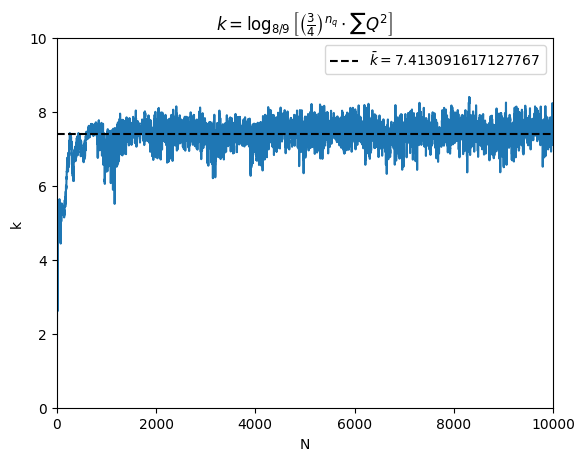 k = log_{8/9} [(3/4)^{n_q} · ∑ Q^2]
k̄ = 7.413091617127767
10
8
6
4
2
0
k
0 2000 4000 6000 8000 10000
N